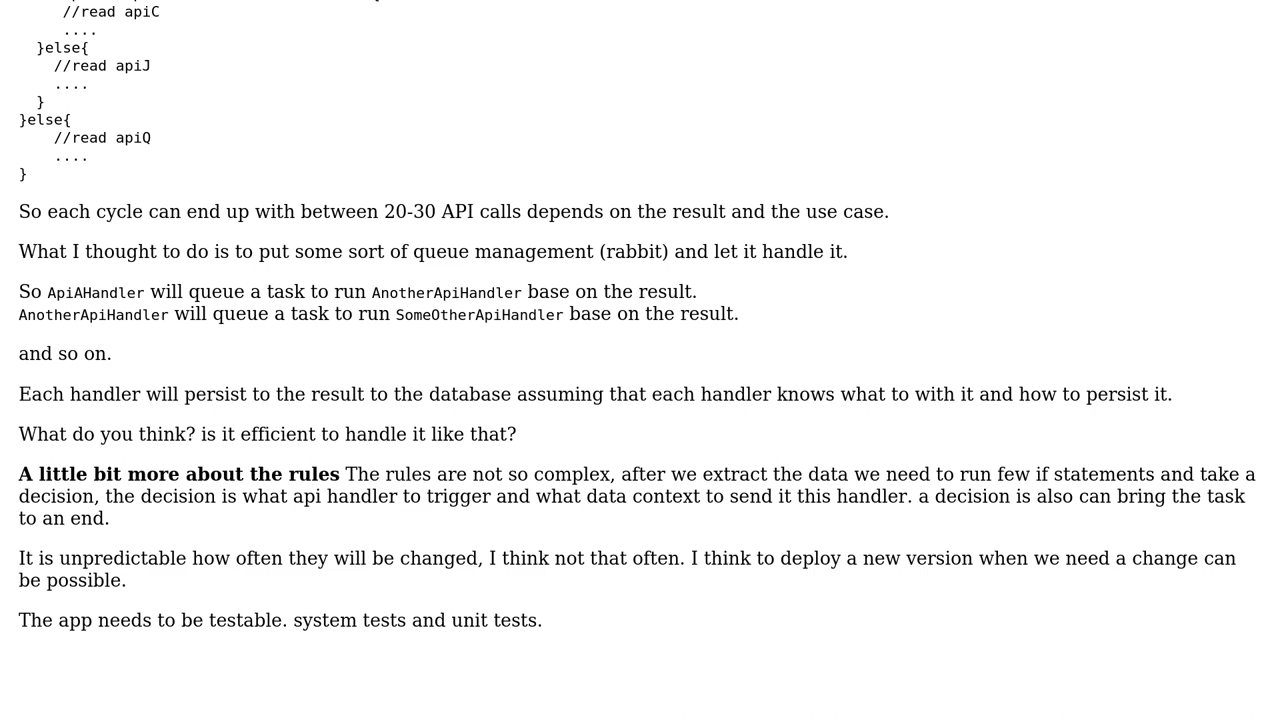 //read apiC
....
}else{
//read apiJ
....
}
}else{
//read apiQ
....
}
So each cycle can end up with between 20-30 API calls depends on the result and the use case.
What I thought to do is to put some sort of queue management (rabbit) and let it handle it.
So ApiAHandler will queue a task to run AnotherApiHandler base on the result.
AnotherApiHandler will queue a task to run SomeOtherApiHandler base on the result.
and so on.
Each handler will persist to the result to the database assuming that each handler knows what to with it and how to persist it.
What do you think? is it efficient to handle it like that?
A little bit more about the rules The rules are not so complex, after we extract the data we need to run few if statements and take a
decision, the decision is what api handler to trigger and what data context to send it this handler. a decision is also can bring the task
to an end.
It is unpredictable how often they will be changed, I think not that often. I think to deploy a new version when we need a change can
be possible.
The app needs to be testable. system tests and unit tests.